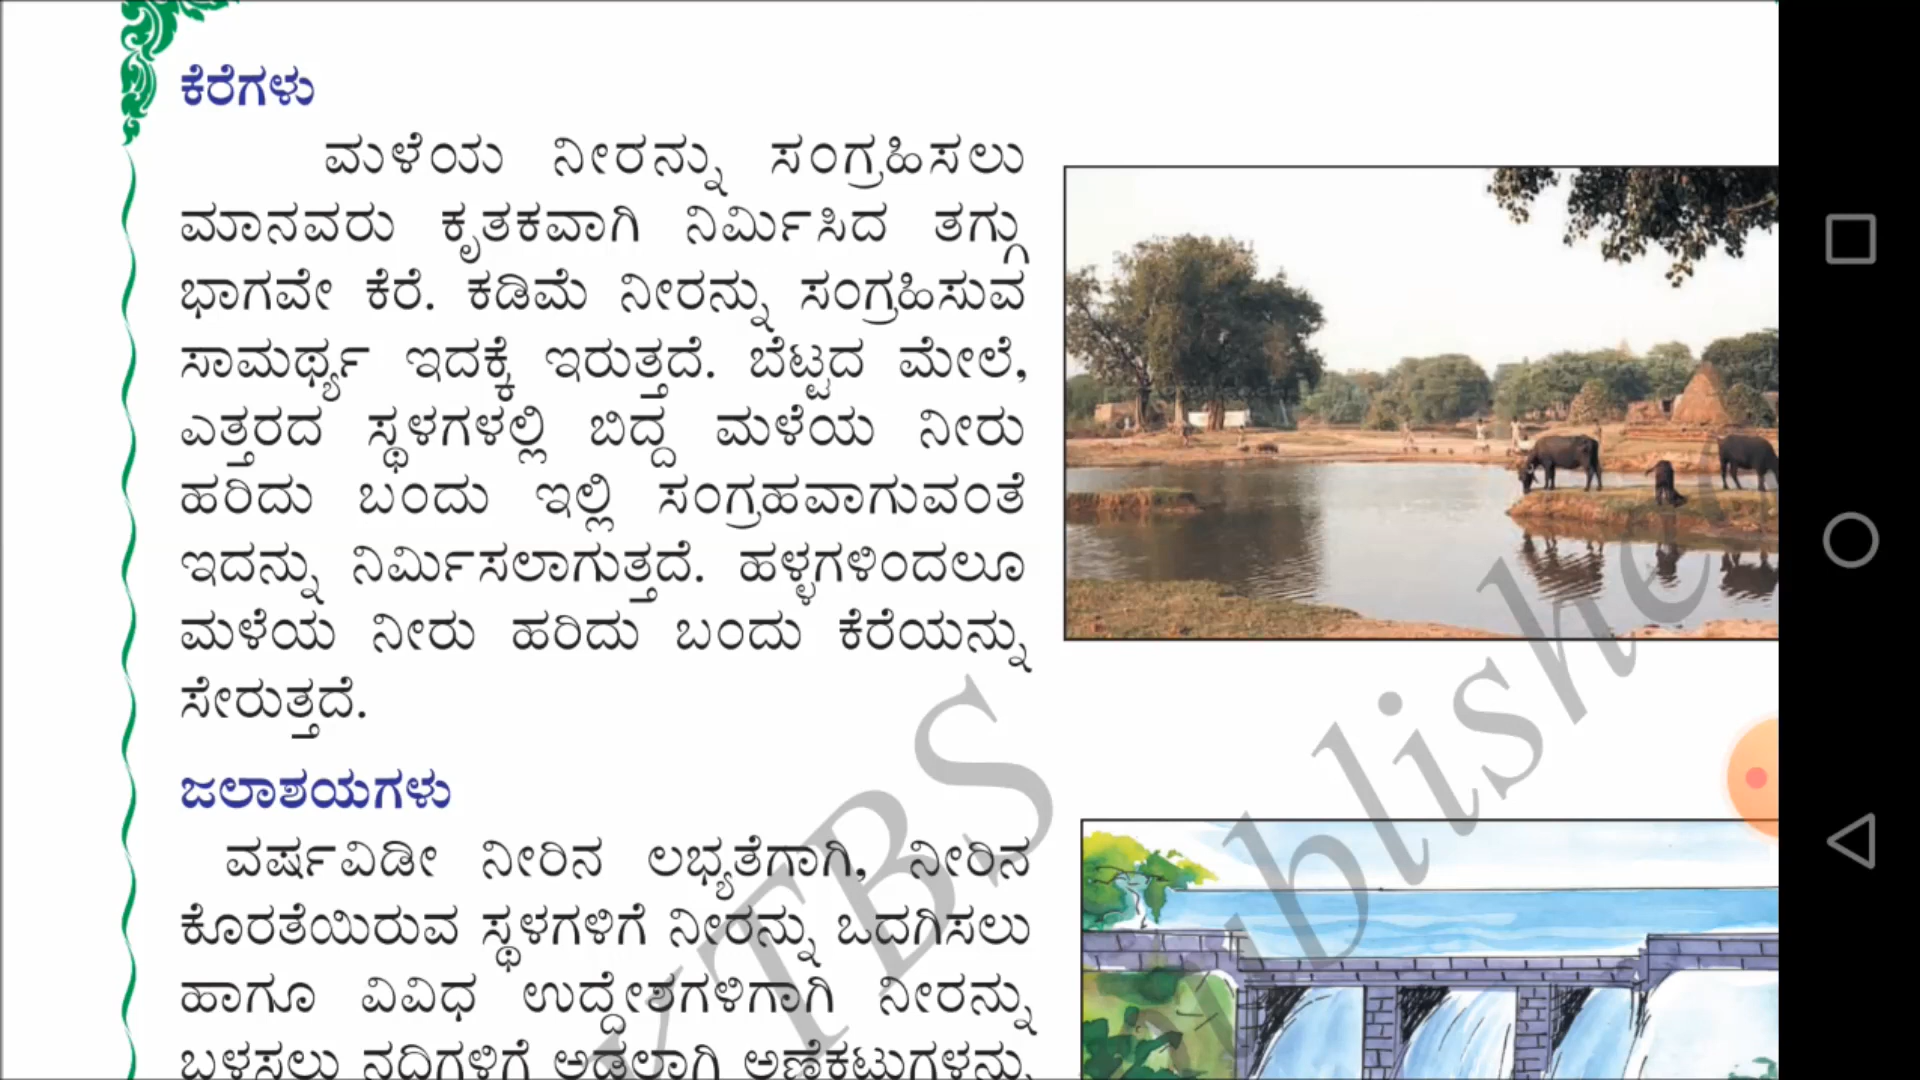 ಕೆರೆಗಳು
ಮಳೆಯ ನೀರನ್ನು ಸಂಗ್ರಹಿಸಲು
ಮಾನವರು ಕೃತಕವಾಗಿ ನಿರ್ಮಿಸಿದ ತಗ್ಗು
ಭಾಗವೇ ಕೆರೆ. ಕಡಿಮೆ ನೀರನ್ನು ಸಂಗ್ರಹಿಸುವ
ಸಾಮರ್ಥ್ಯ ಇದಕ್ಕೆ ಇರುತ್ತದೆ. ಬೆಟ್ಟದ ಮೇಲೆ,
ಎತ್ತರದ ಸ್ಥಳಗಳಲ್ಲಿ ಬಿದ್ದ ಮಳೆಯ ನೀರು
ಹರಿದು ಬಂದು ಇಲ್ಲಿ ಸಂಗ್ರಹವಾಗುವಂತೆ
ಇದನ್ನು ನಿರ್ಮಿಸಲಾಗುತ್ತದೆ. ಹಳ್ಳಗಳಿಂದಲೂ
ಮಳೆಯ ನೀರು ಹರಿದು ಬಂದು ಕೆರೆಯನ್ನು
ಸೇರುತ್ತದೆ.
ಜಲಾಶಯಗಳು
ವರ್ಷವಿಡೀ ನೀರಿನ ಲಭ್ಯತೆಗಾಗಿ, ನೀರಿನ
ಕೊರತೆಯಿರುವ ಸ್ಥಳಗಳಿಗೆ ನೀರನ್ನು ಒದಗಿಸಲು
ಹಾಗೂ ವಿವಿಧ ಉದ್ದೇಶಗಳಿಗಾಗಿ ನೀರನ್ನು
ಬಳಸಲು ನದಿಗಳಿಗೆ ಅಡ್ಡಲಾಗಿ ಅಣೆಕಟ್ಟುಗಳನ್ನು
KTBS
publishe